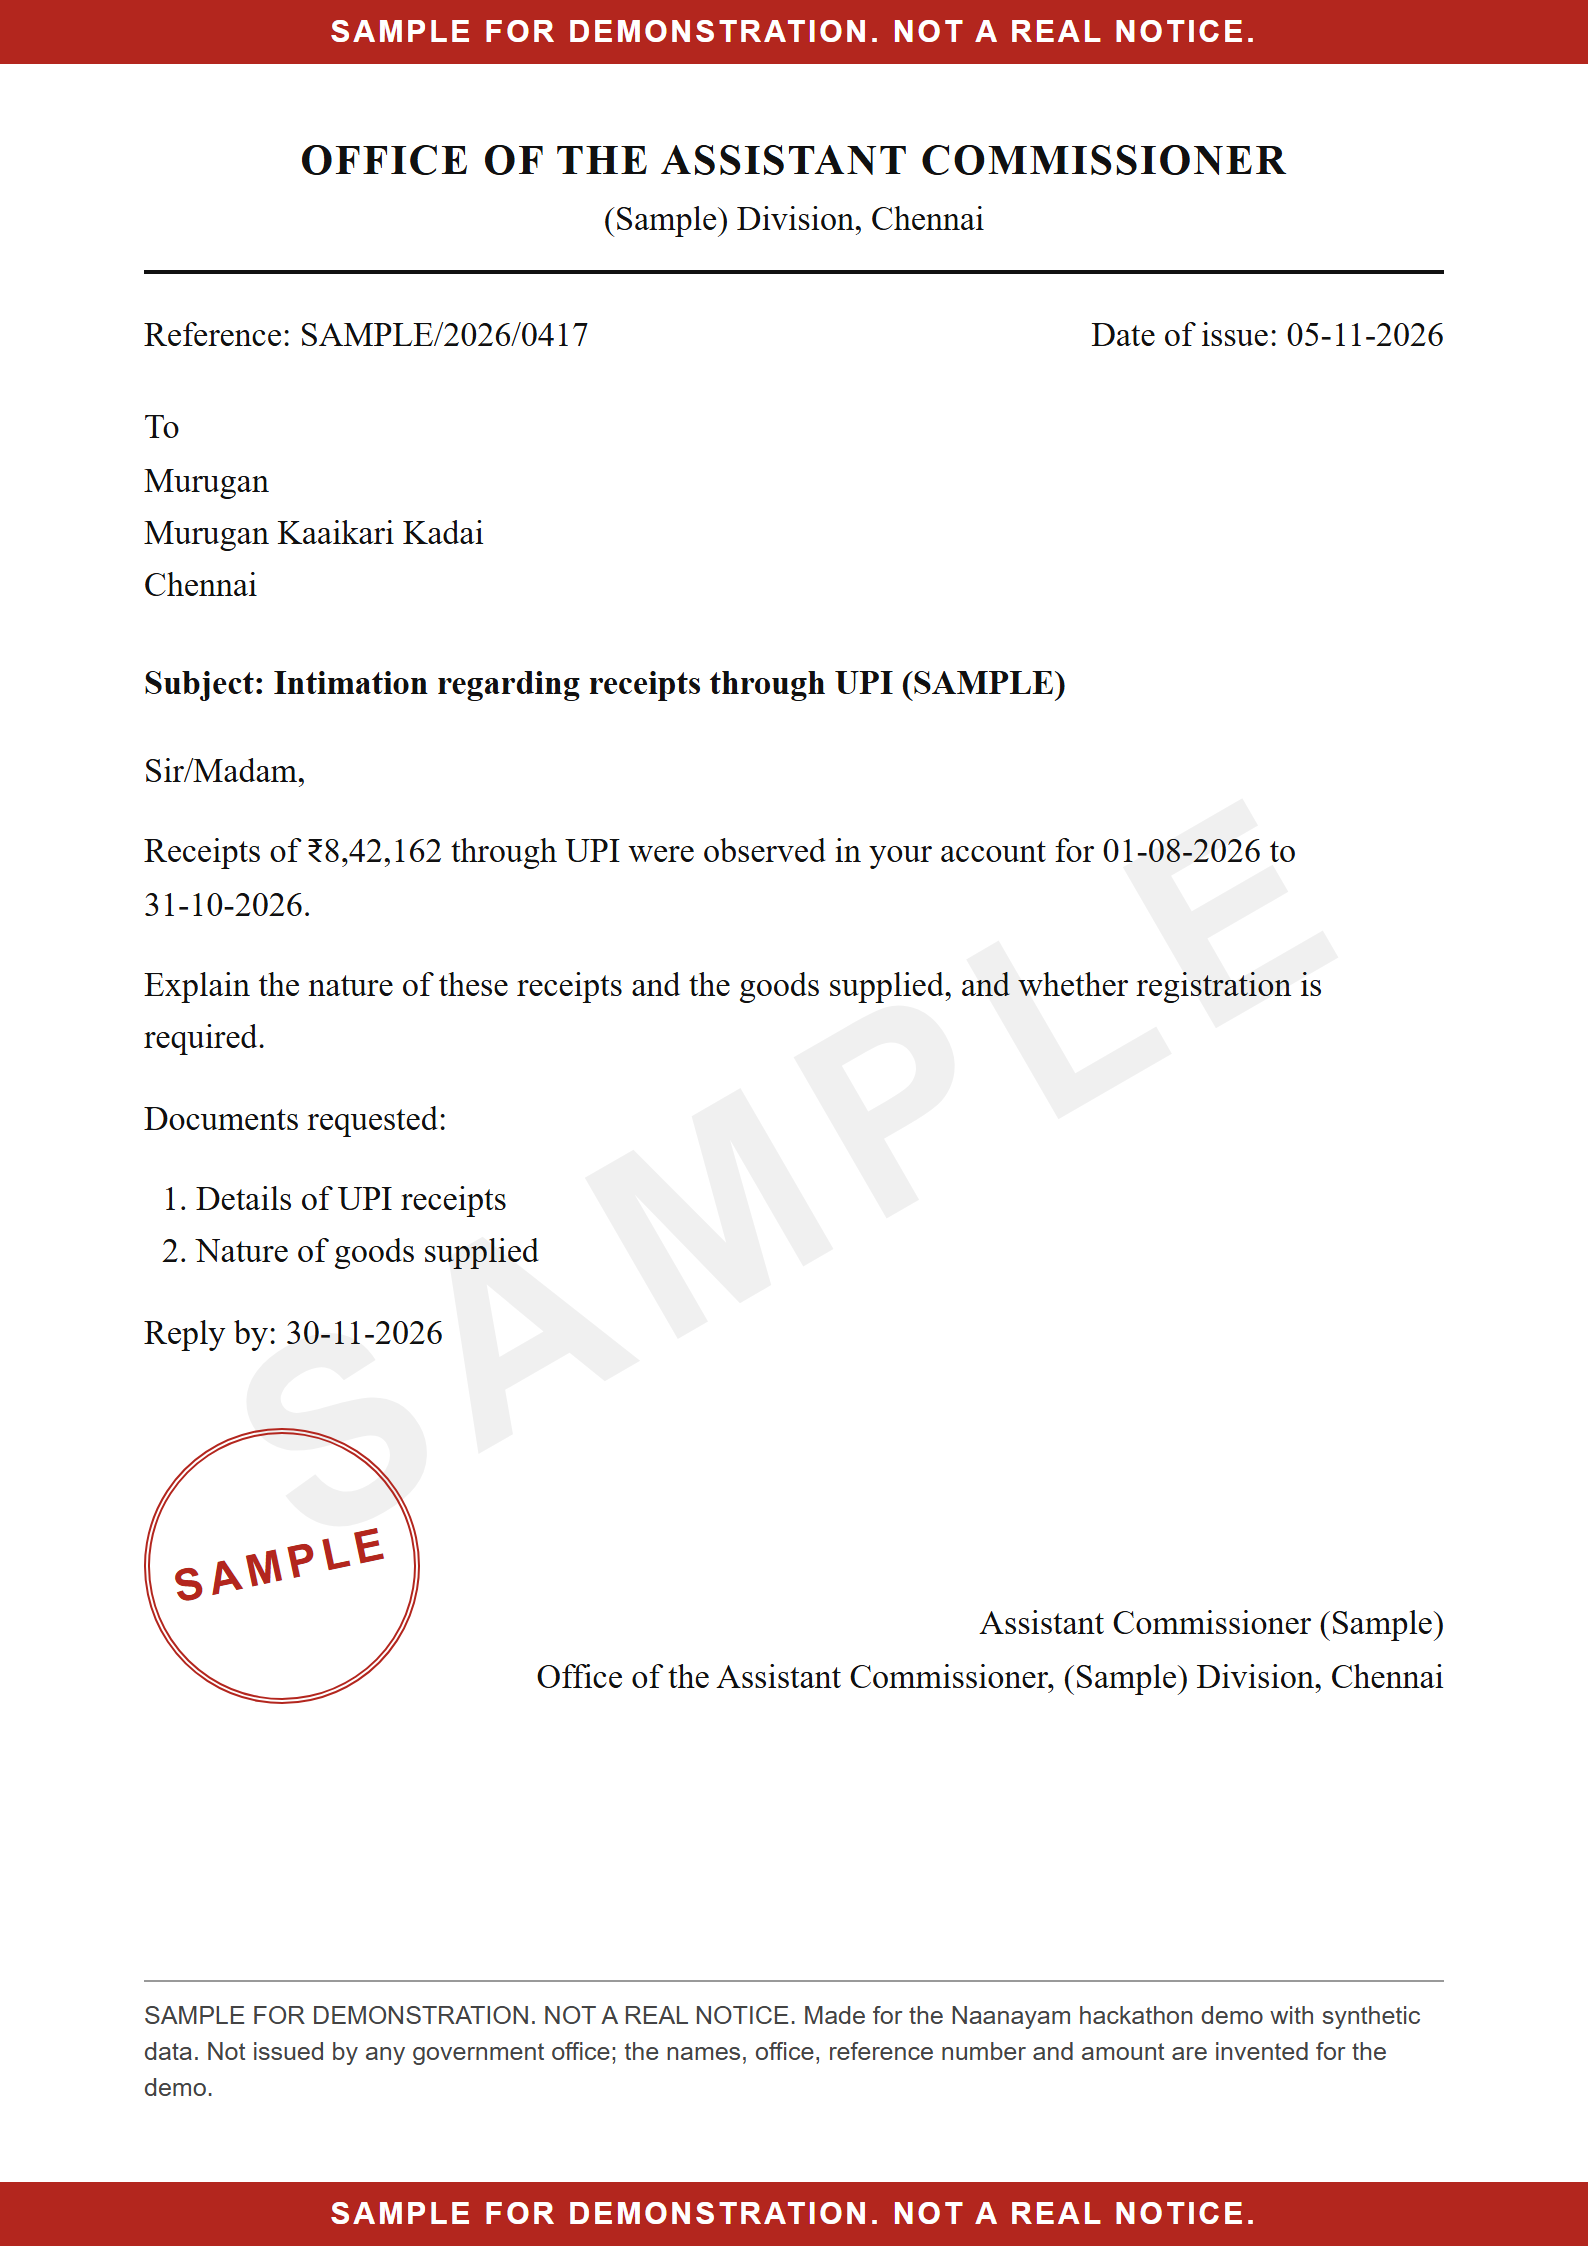 SAMPLE FOR DEMONSTRATION. NOT A REAL NOTICE.
OFFICE OF THE ASSISTANT COMMISSIONER
(Sample) Division, Chennai
Reference: SAMPLE/2026/0417
Date of issue: 05-11-2026
To
Murugan
Murugan Kaaikari Kadai
Chennai
Subject: Intimation regarding receipts through UPI (SAMPLE)
Sir/Madam,
Receipts of ₹8,42,162 through UPI were observed in your account for 01-08-2026 to
31-10-2026.
Explain the nature of these receipts and the goods supplied, and whether registration is
required.
Documents requested:
1. Details of UPI receipts
2. Nature of goods supplied
Reply by: 30-11-2026
SAMPLE
SAMPLE
Assistant Commissioner (Sample)
Office of the Assistant Commissioner, (Sample) Division, Chennai
SAMPLE FOR DEMONSTRATION. NOT A REAL NOTICE. Made for the Naanayam hackathon demo with synthetic
data. Not issued by any government office; the names, office, reference number and amount are invented for the
demo.
SAMPLE FOR DEMONSTRATION. NOT A REAL NOTICE.